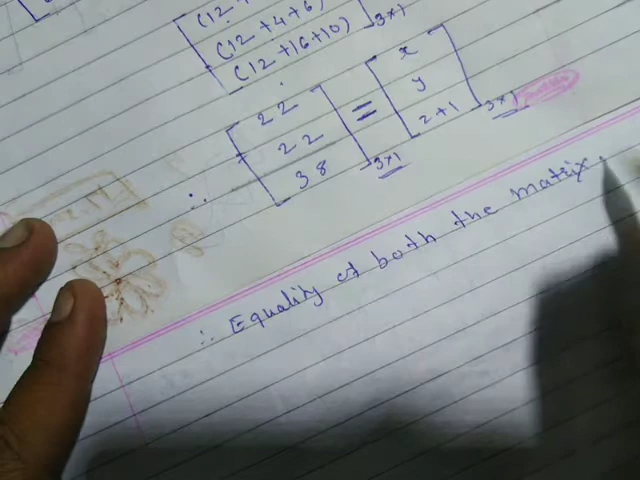 (12+4+6)
(12+16+10) 3×1
∴ [22 22 38] 3×1 = [x y 2+1] 3×1
∴ Equality of both the matrix.